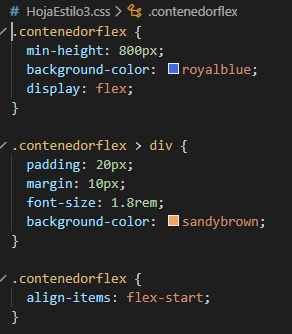 # HojaEstilo3.css > .contenedorflex
.contenedorflex {
min-height: 800px;
background-color: royalblue;
display: flex;
}
.contenedorflex > div {
padding: 20px;
margin: 10px;
font-size: 1.8rem;
background-color: sandybrown;
}
.contenedorflex {
align-items: flex-start;
}